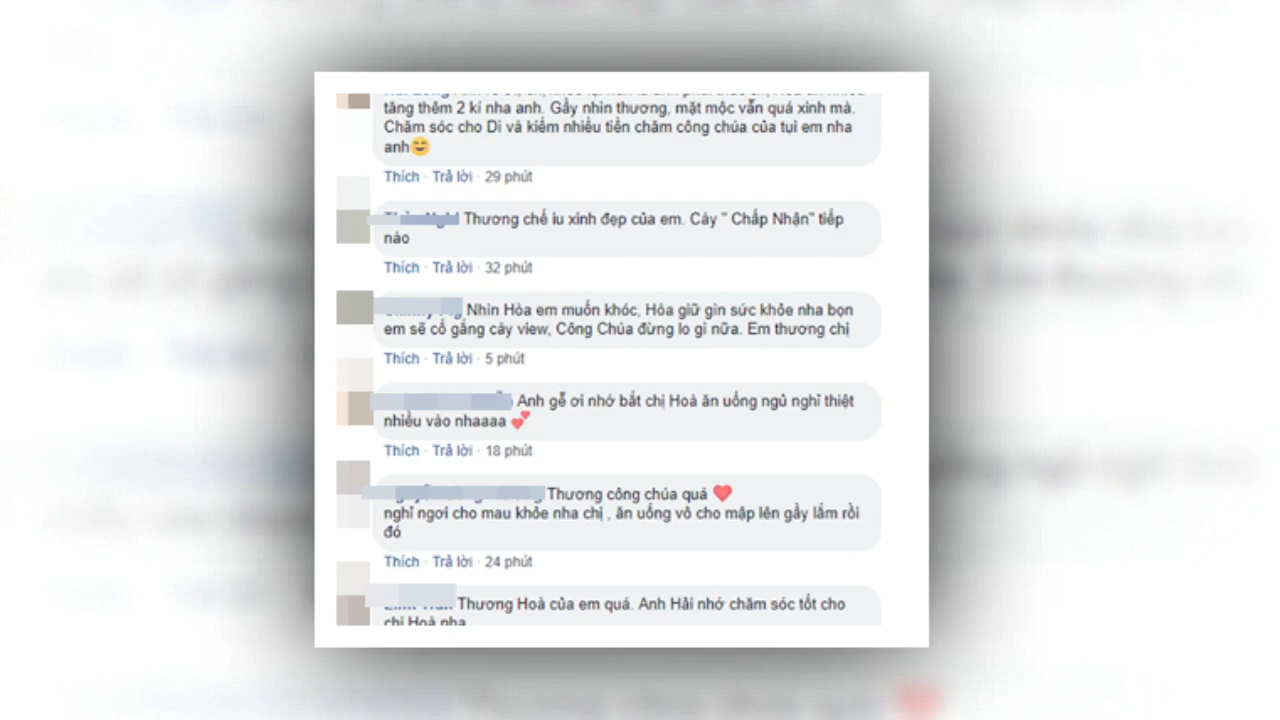 tăng thêm 2 kí nha anh. Gầy nhìn thương, mặt mộc vẫn quá xinh mà.
Chăm sóc cho Di và kiếm nhiều tiền chăm công chúa của tụi em nha
anh😄
Thích · Trả lời · 29 phút
Thương chế iu xinh đẹp của em. Cày " Chấp Nhận" tiếp
nào
Thích · Trả lời · 32 phút
Nhìn Hòa em muốn khóc, Hòa giữ gìn sức khỏe nha bọn
em sẽ cố gắng cày view, Công Chúa đừng lo gì nữa. Em thương chị
Thích · Trả lời · 5 phút
Anh gễ ơi nhớ bắt chị Hoà ăn uống ngủ nghỉ thiệt
nhiều vào nhaaaa 💕
Thích · Trả lời · 18 phút
Thương công chúa quá ❤️
nghỉ ngơi cho mau khỏe nha chị , ăn uống vô cho mập lên gầy lắm rồi
đó
Thích · Trả lời · 24 phút
Thương Hoà của em quá. Anh Hải nhớ chăm sóc tốt cho
chị Hoà nha